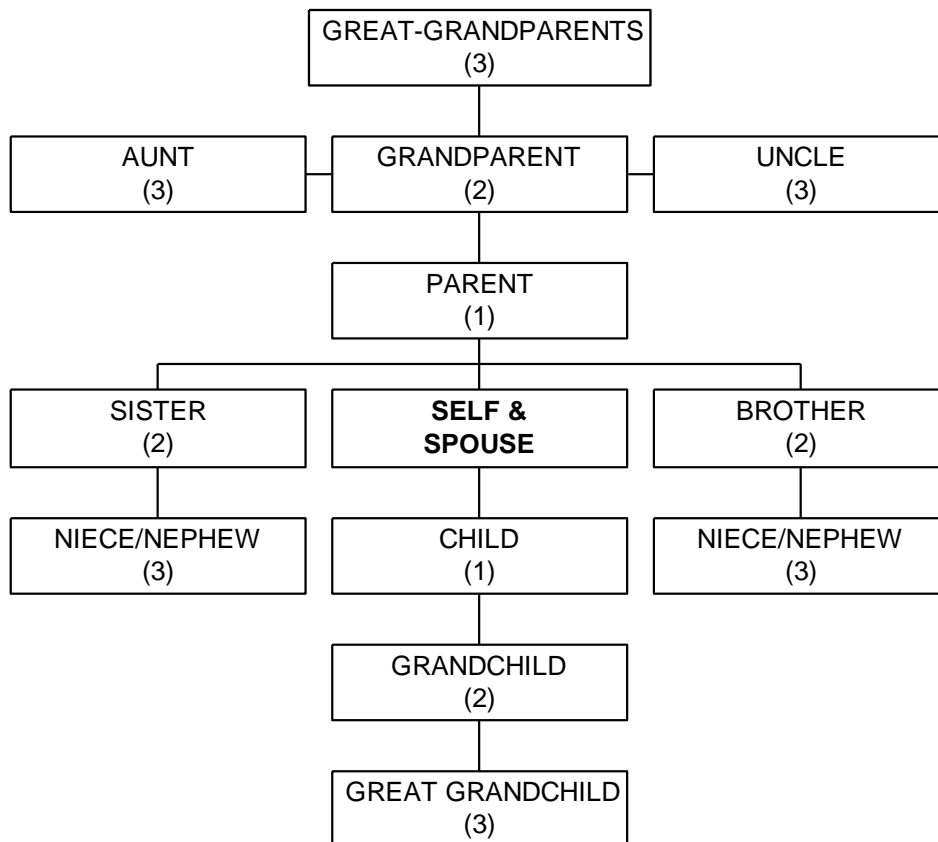 GREAT-GRANDPARENTS
(3)
AUNT
(3)
GRANDPARENT
(2)
UNCLE
(3)
PARENT
(1)
SISTER
(2)
SELF &
SPOUSE
BROTHER
(2)
NIECE/NEPHEW
(3)
CHILD
(1)
NIECE/NEPHEW
(3)
GRANDCHILD
(2)
GREAT GRANDCHILD
(3)